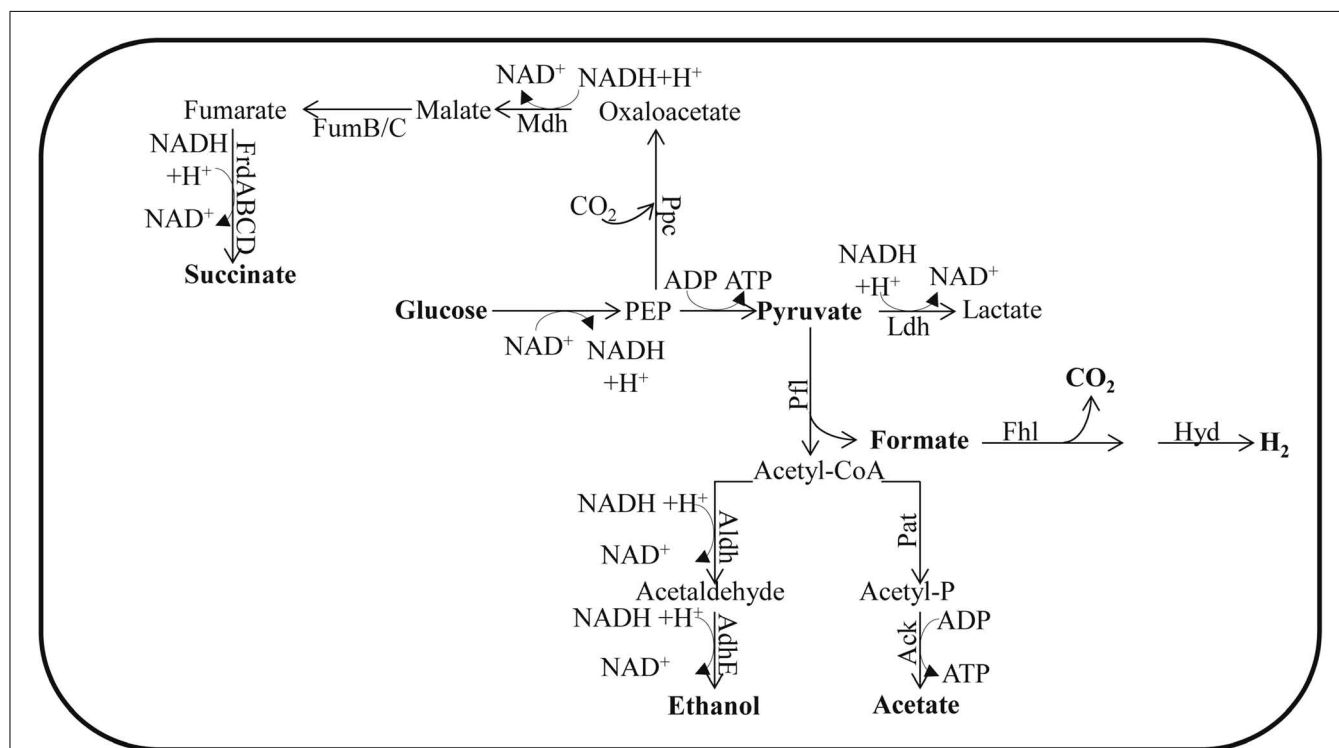 NAD+
NADH+H+
Fumarate
Malate
Oxaloacetate
FumB/C
Mdh
NADH
+H+
NAD+
FrdABCD
Succinate
CO2
Ppc
Glucose
NAD+
NADH
+H+
PEP
ADP ATP
Pyruvate
NADH
+H+
NAD+
Ldh
Lactate
Pfl
CO2
Formate
Fhl
Hyd
H2
Acetyl-CoA
NADH +H+
NAD+
Aldh
Pat
Acetaldehyde
Acetyl-P
NADH +H+
NAD+
AdhE
Ack
ADP
ATP
Ethanol
Acetate